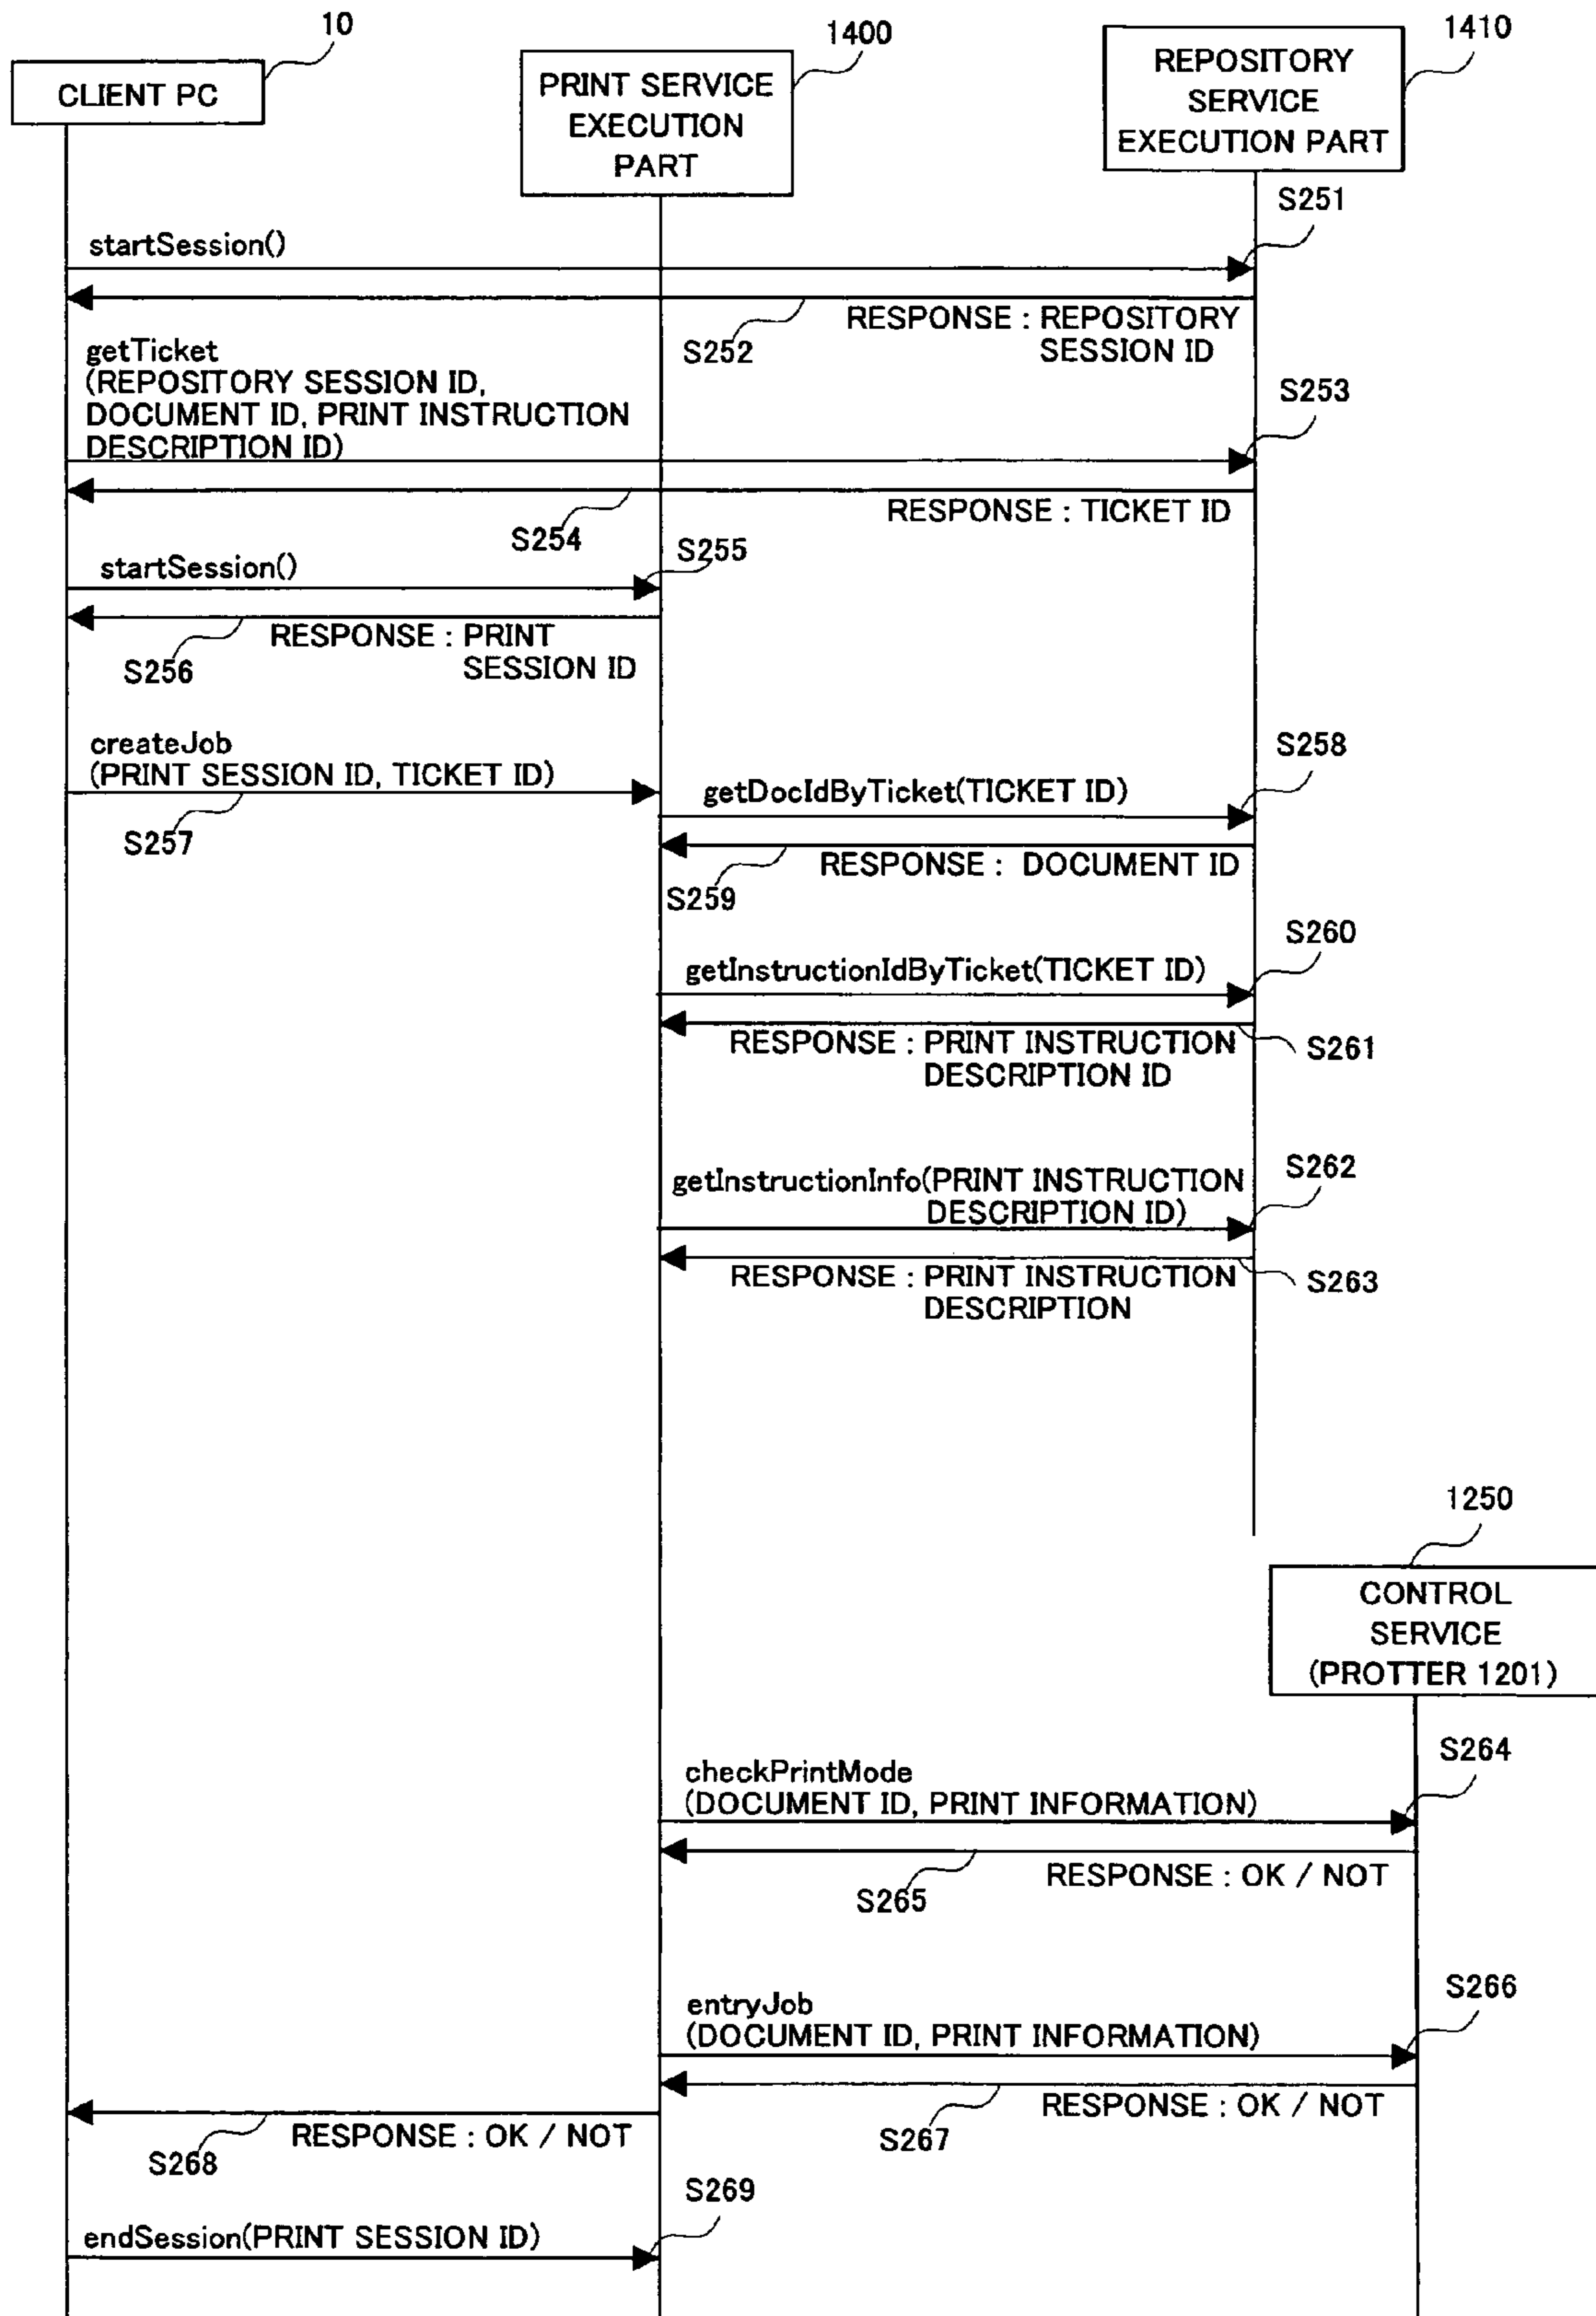 10
CLIENT PC
1400
PRINT SERVICE
EXECUTION
PART
1410
REPOSITORY
SERVICE
EXECUTION PART
S251
startSession()
RESPONSE : REPOSITORY
SESSION ID
S252
getTicket
(REPOSITORY SESSION ID,
DOCUMENT ID, PRINT INSTRUCTION
DESCRIPTION ID)
S253
RESPONSE : TICKET ID
S254
S255
startSession()
RESPONSE : PRINT
SESSION ID
S256
createJob
(PRINT SESSION ID, TICKET ID)
S257
S258
getDocIdByTicket(TICKET ID)
RESPONSE : DOCUMENT ID
S259
S260
getInstructionIdByTicket(TICKET ID)
RESPONSE : PRINT INSTRUCTION
DESCRIPTION ID
S261
S262
getInstructionInfo(PRINT INSTRUCTION
DESCRIPTION ID)
RESPONSE : PRINT INSTRUCTION
DESCRIPTION
S263
1250
CONTROL
SERVICE
(PROTTER 1201)
S264
checkPrintMode
(DOCUMENT ID, PRINT INFORMATION)
RESPONSE : OK / NOT
S265
S266
entryJob
(DOCUMENT ID, PRINT INFORMATION)
RESPONSE : OK / NOT
S267
RESPONSE : OK / NOT
S268
S269
endSession(PRINT SESSION ID)